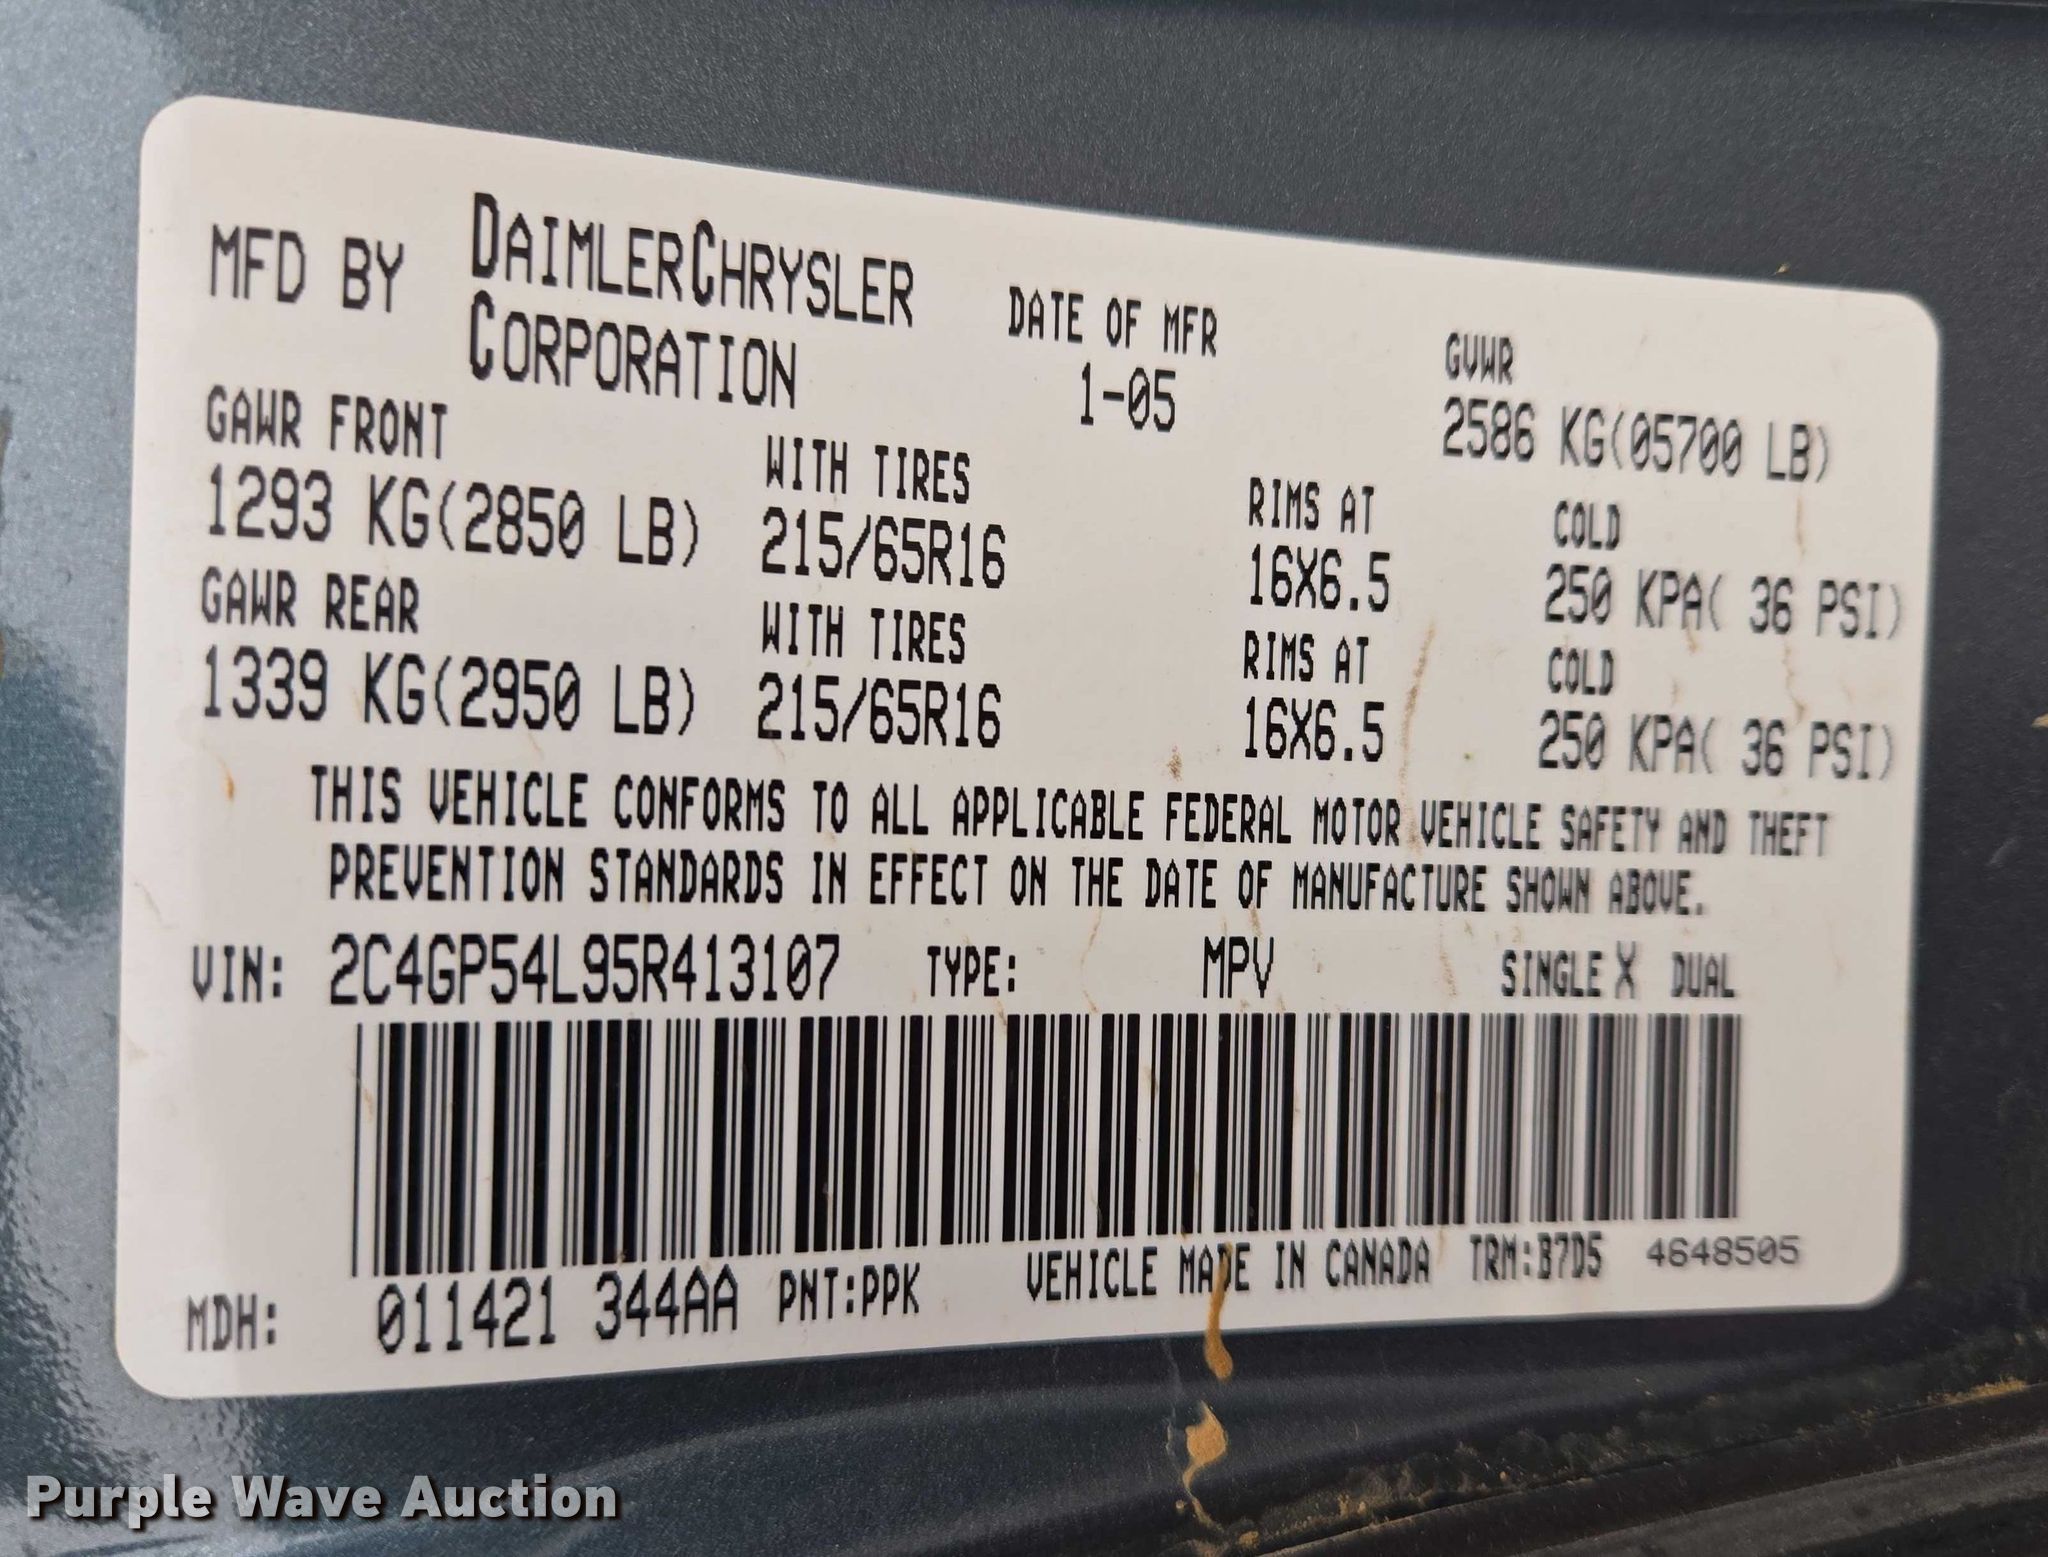 MFD BY DAIMLERCHRYSLER CORPORATION
DATE OF MFR
1-05
GVWR
2586 KG(05700 LB)
GAWR FRONT WITH TIRES RIMS AT COLD
1293 KG(2850 LB) 215/65R16 16X6.5 250 KPA( 36 PSI)
GAWR REAR WITH TIRES RIMS AT COLD
1339 KG(2950 LB) 215/65R16 16X6.5 250 KPA( 36 PSI)
THIS VEHICLE CONFORMS TO ALL APPLICABLE FEDERAL MOTOR VEHICLE SAFETY AND THEFT
PREVENTION STANDARDS IN EFFECT ON THE DATE OF MANUFACTURE SHOWN ABOVE.
VIN: 2C4GP54L95R413107 TYPE: MPV SINGLE X DUAL
MDH: 011421 344AA PNT:PPK VEHICLE MADE IN CANADA TRM:B7D5 4648505
Purple Wave Auction